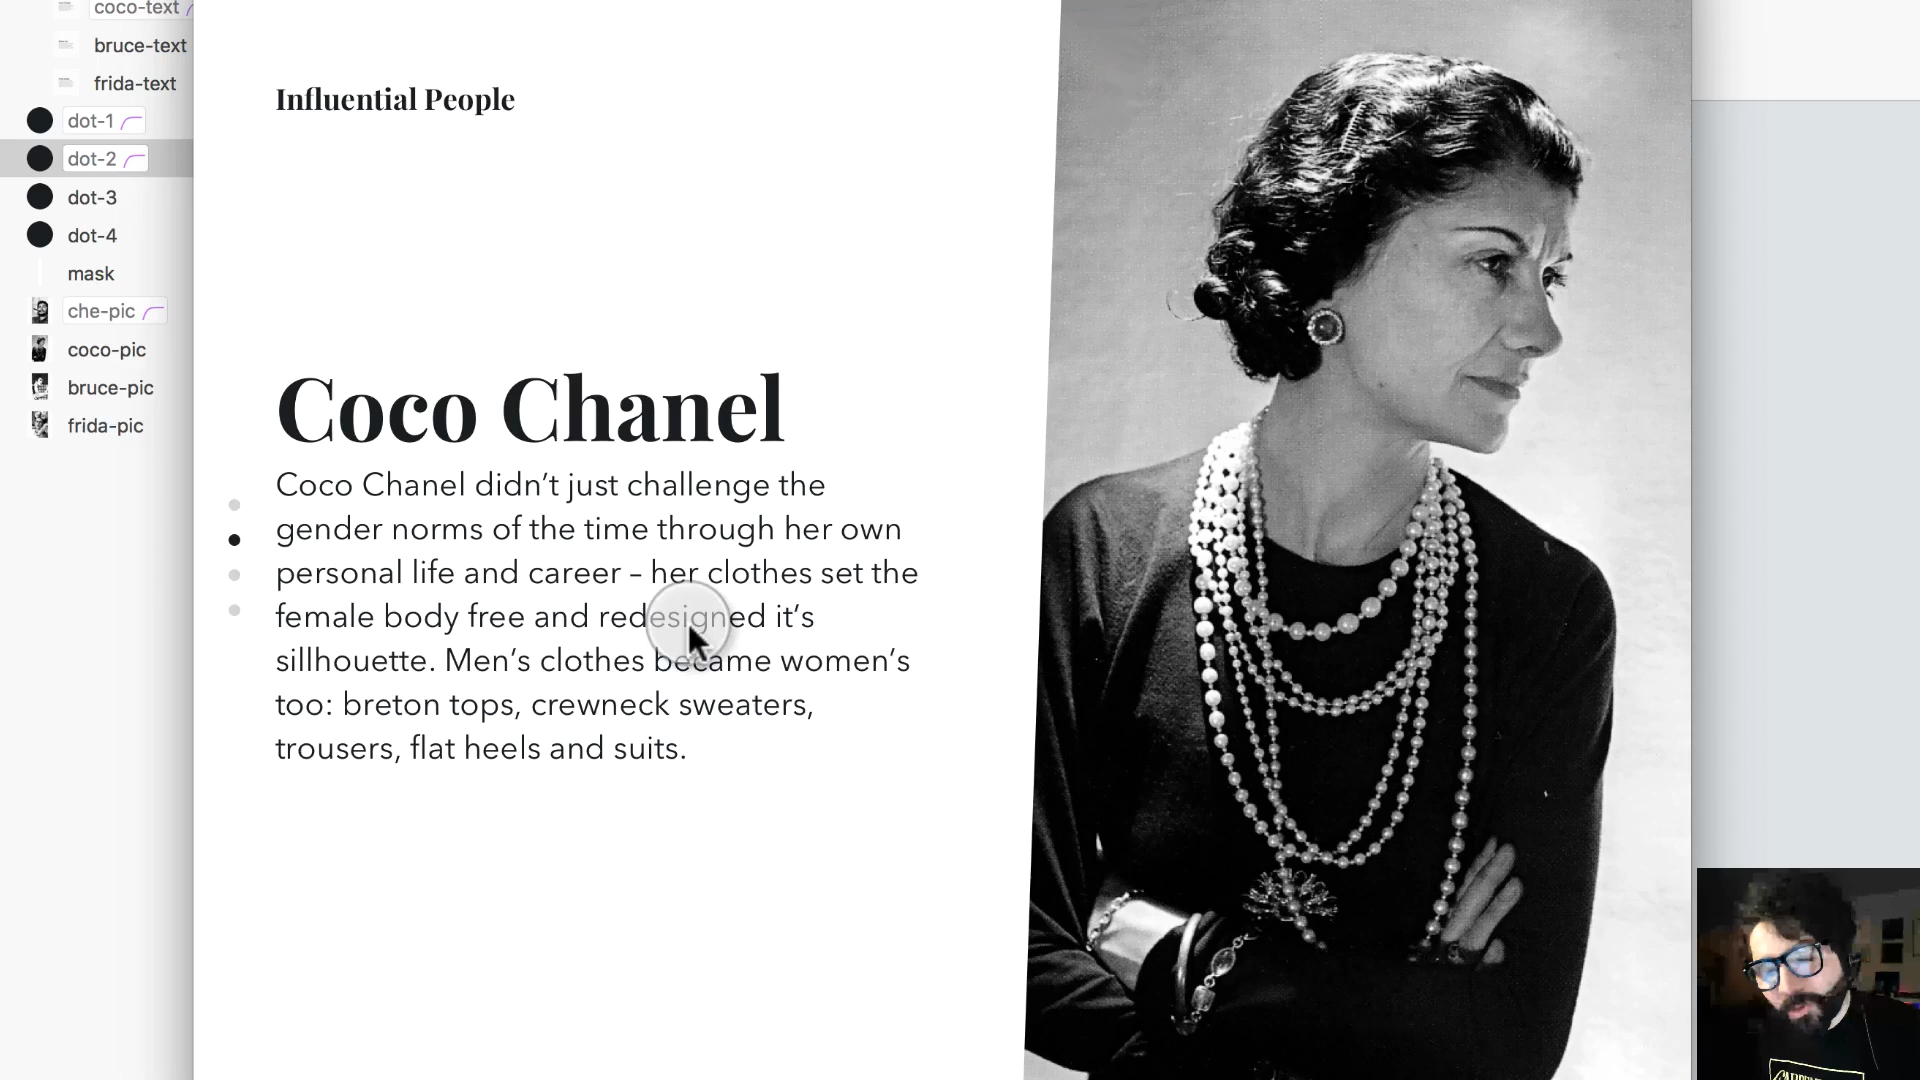 coco-text
bruce-text
frida-text
dot-1
dot-2
dot-3
dot-4
mask
che-pic
coco-pic
bruce-pic
frida-pic
Influential People
Coco Chanel
Coco Chanel didn’t just challenge the
gender norms of the time through her own
personal life and career – her clothes set the
female body free and redesigned it’s
sillhouette. Men’s clothes became women’s
too: breton tops, crewneck sweaters,
trousers, flat heels and suits.